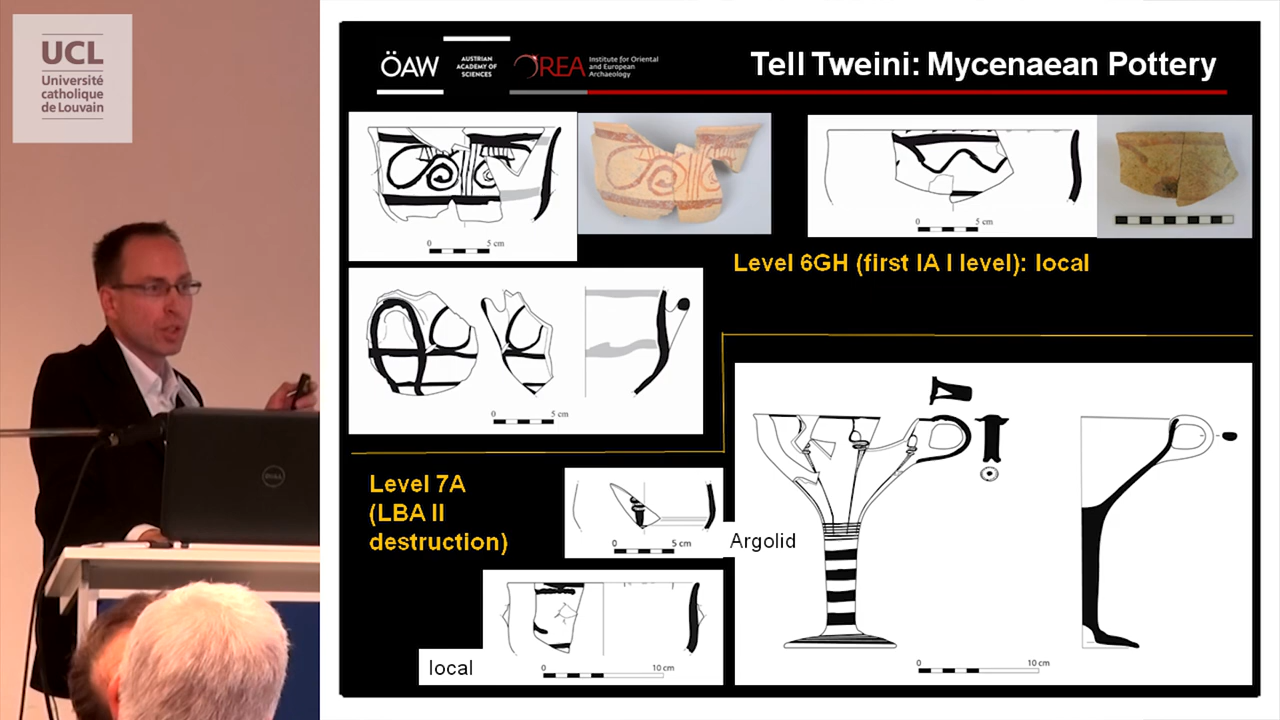 UCL
Université
catholique
de Louvain
ÖAW
AUSTRIAN
ACADEMY OF
SCIENCES
OREA
Institute for Oriental
and European
Archaeology
Tell Tweini: Mycenaean Pottery
0 5 cm
0 5 cm
Level 6GH (first IA I level): local
0 5 cm
Level 7A
(LBA II
destruction)
0 5 cm
Argolid
local
0 10 cm
0 10 cm
DELL